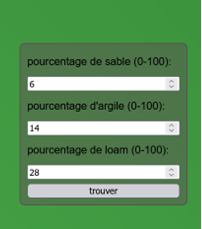 pourcentage de sable (0-100):
6
pourcentage d'argile (0-100):
14
pourcentage de loam (0-100):
28
trouver